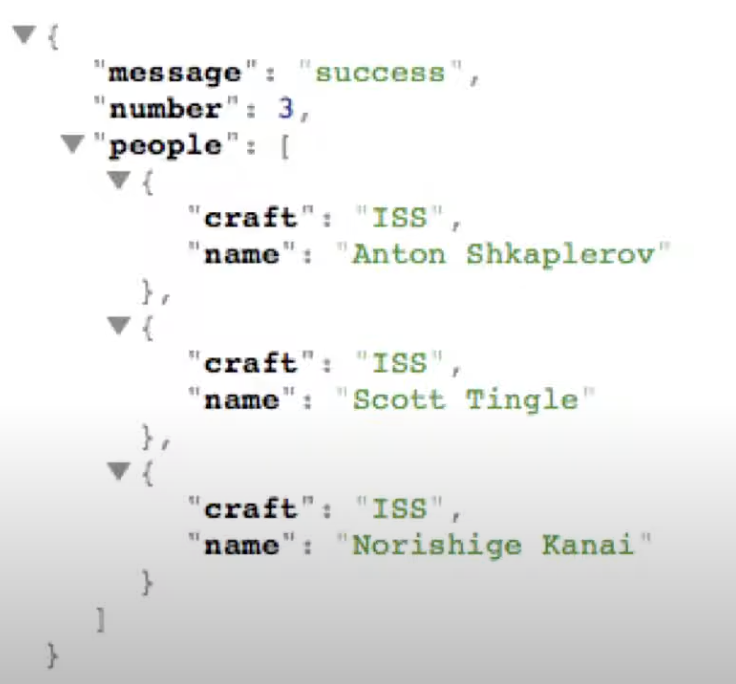 {
"message": "success",
"number": 3,
"people": [
{
"craft": "ISS",
"name": "Anton Shkaplerov"
},
{
"craft": "ISS",
"name": "Scott Tingle"
},
{
"craft": "ISS",
"name": "Norishige Kanai"
}
]
}